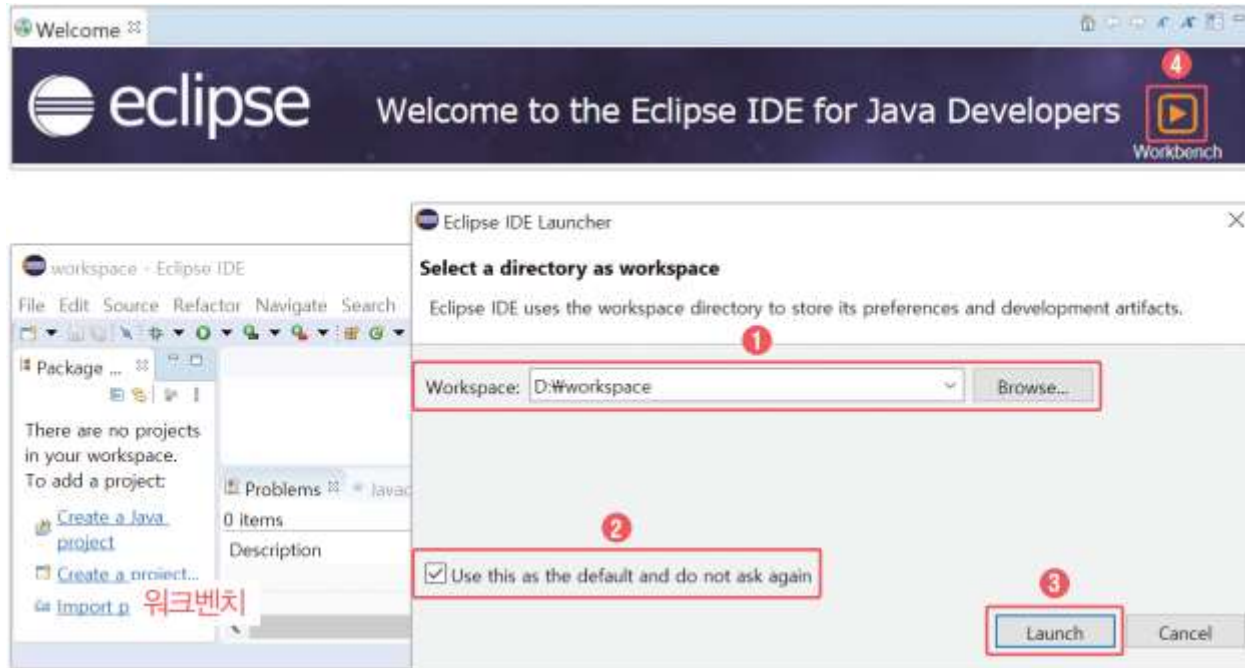 Welcome
4
eclipse
Welcome to the Eclipse IDE for Java Developers
Workbench
Eclipse IDE Launcher
Select a directory as workspace
Eclipse IDE uses the workspace directory to store its preferences and development artifacts.
1
Workspace: D:₩workspace Browse...
2
Use this as the default and do not ask again
3
Launch Cancel
workspace - Eclipse IDE
File Edit Source Refactor Navigate Search
Package ...
There are no projects
in your workspace.
To add a project:
Create a Java
project
Create a project...
Import p
워크벤치
Problems
0 items
Description